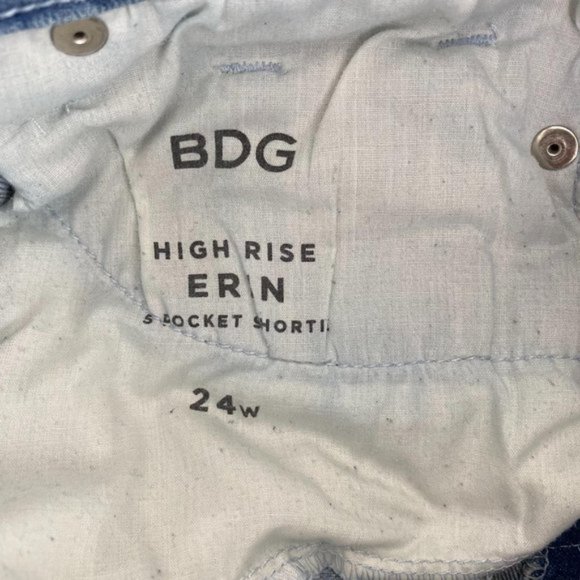 BDG
HIGH RISE
ERIN
5 POCKET SHORTI
24W